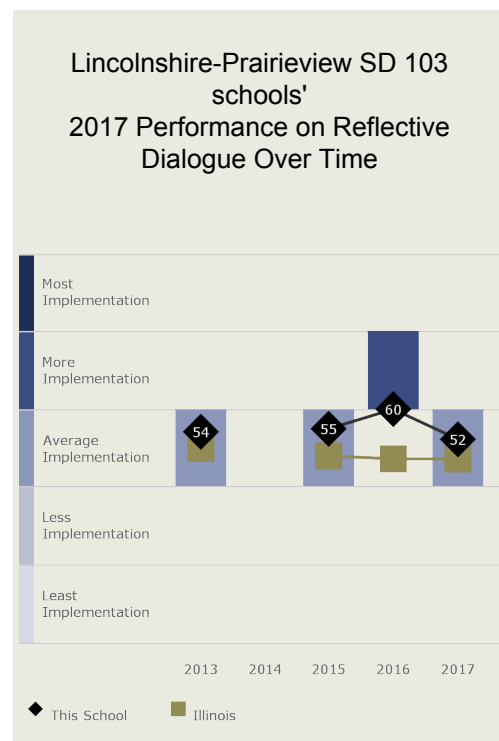 Lincolnshire-Prairieview SD 103
schools'
2017 Performance on Reflective
Dialogue Over Time
Most
Implementation
More
Implementation
Average
Implementation
Less
Implementation
Least
Implementation
54
55
60
52
2013 2014 2015 2016 2017
This School Illinois